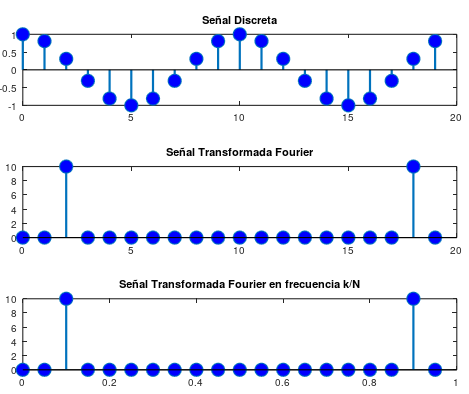 Señal Discreta
1
0.5
0
-0.5
-1
0 5 10 15 20
Señal Transformada Fourier
10
8
6
4
2
0
0 5 10 15 20
Señal Transformada Fourier en frecuencia k/N
10
8
6
4
2
0
0 0.2 0.4 0.6 0.8 1